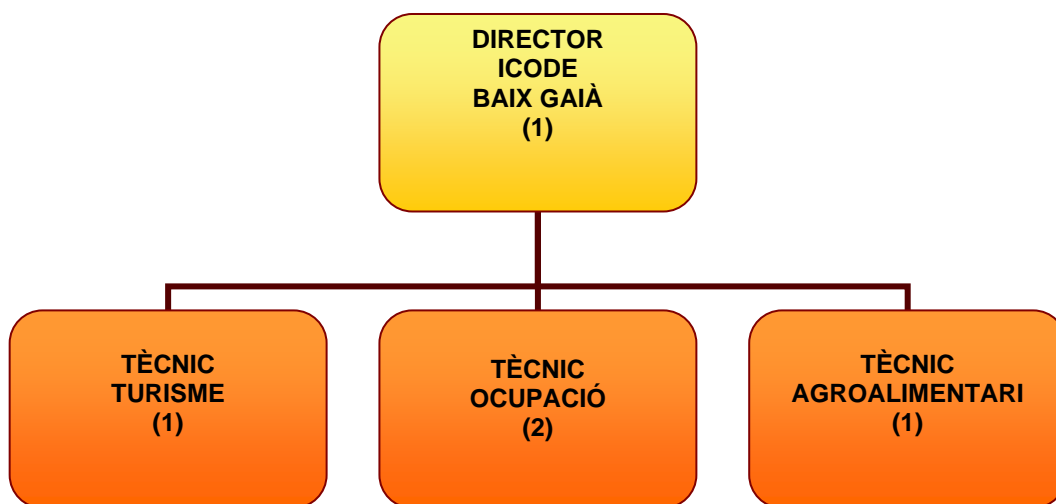 DIRECTOR
ICODE
BAIX GAIÀ
(1)
TÈCNIC
TURISME
(1)
TÈCNIC
OCUPACIÓ
(2)
TÈCNIC
AGROALIMENTARI
(1)